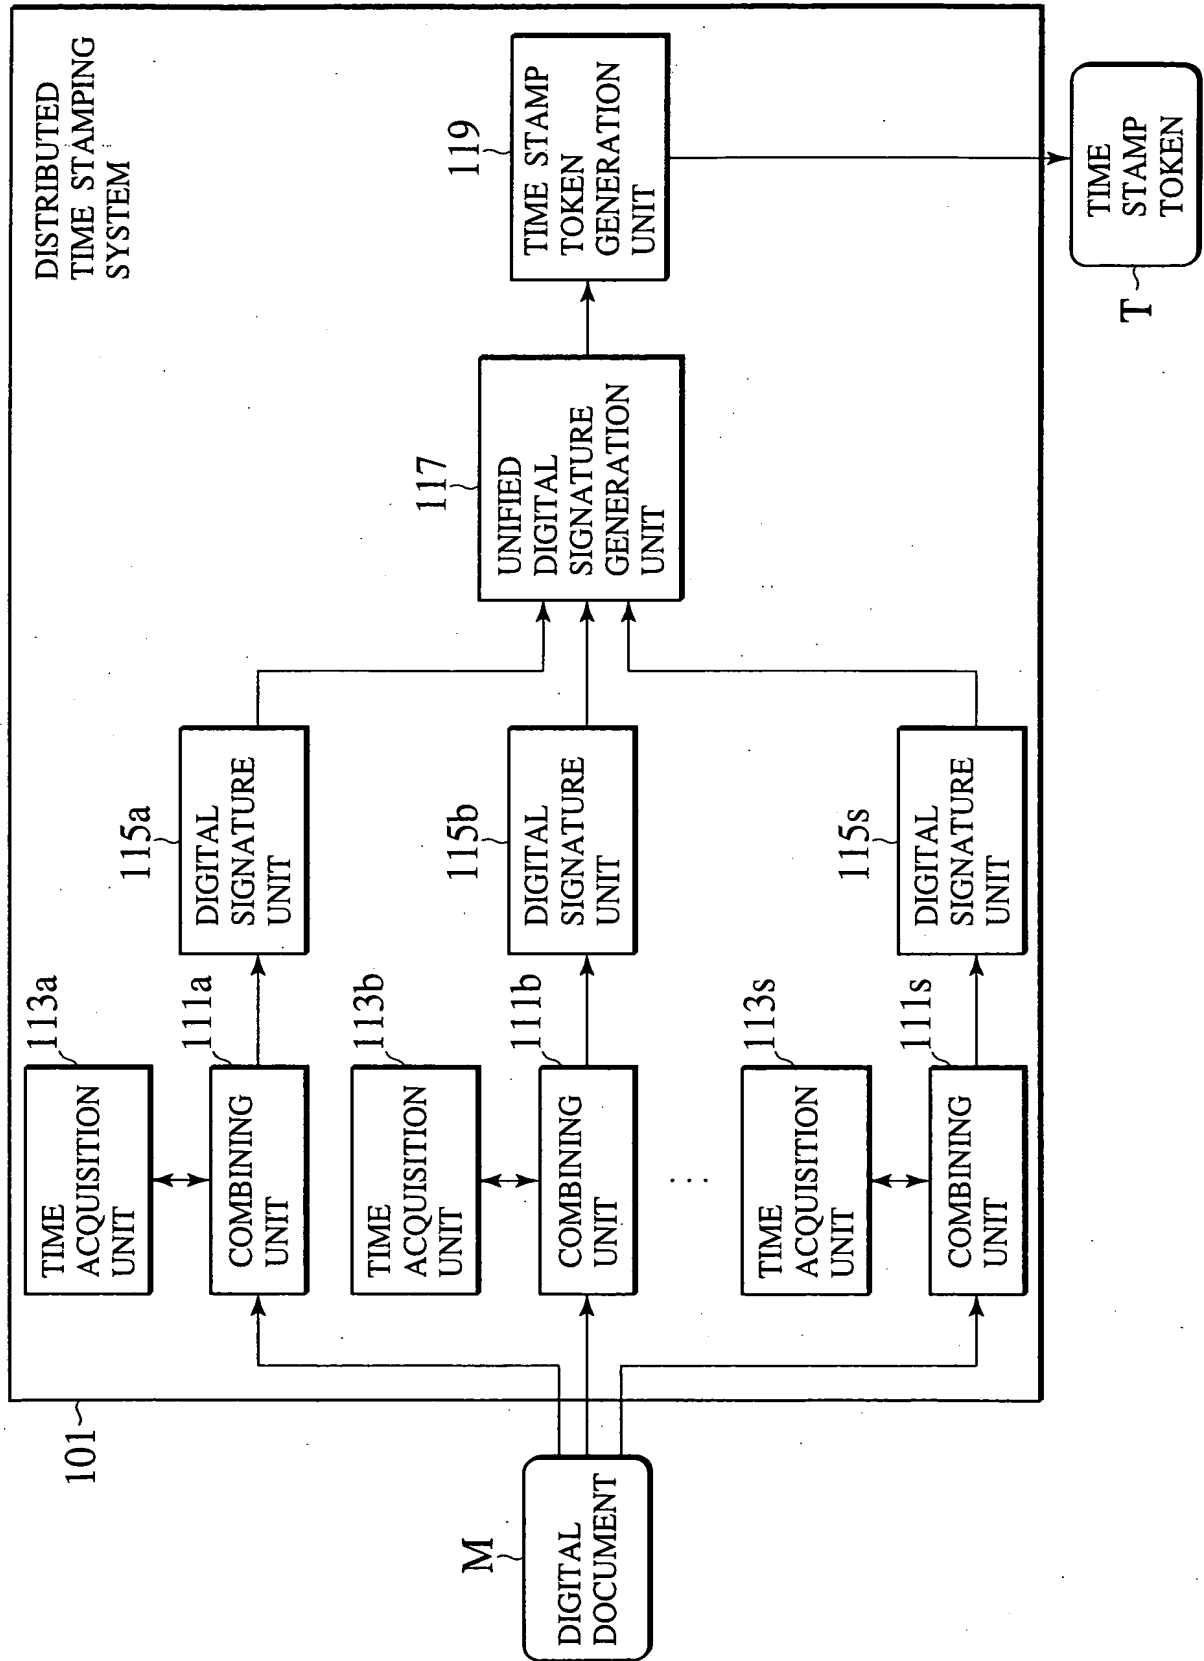 DISTRIBUTED
TIME STAMPING
SYSTEM
101
M
DIGITAL
DOCUMENT
113a
TIME
ACQUISITION
UNIT
111a
COMBINING
UNIT
115a
DIGITAL
SIGNATURE
UNIT
113b
TIME
ACQUISITION
UNIT
111b
COMBINING
UNIT
115b
DIGITAL
SIGNATURE
UNIT
. . .
113s
TIME
ACQUISITION
UNIT
111s
COMBINING
UNIT
115s
DIGITAL
SIGNATURE
UNIT
117
UNIFIED
DIGITAL
SIGNATURE
GENERATION
UNIT
119
TIME STAMP
TOKEN
GENERATION
UNIT
T
TIME
STAMP
TOKEN